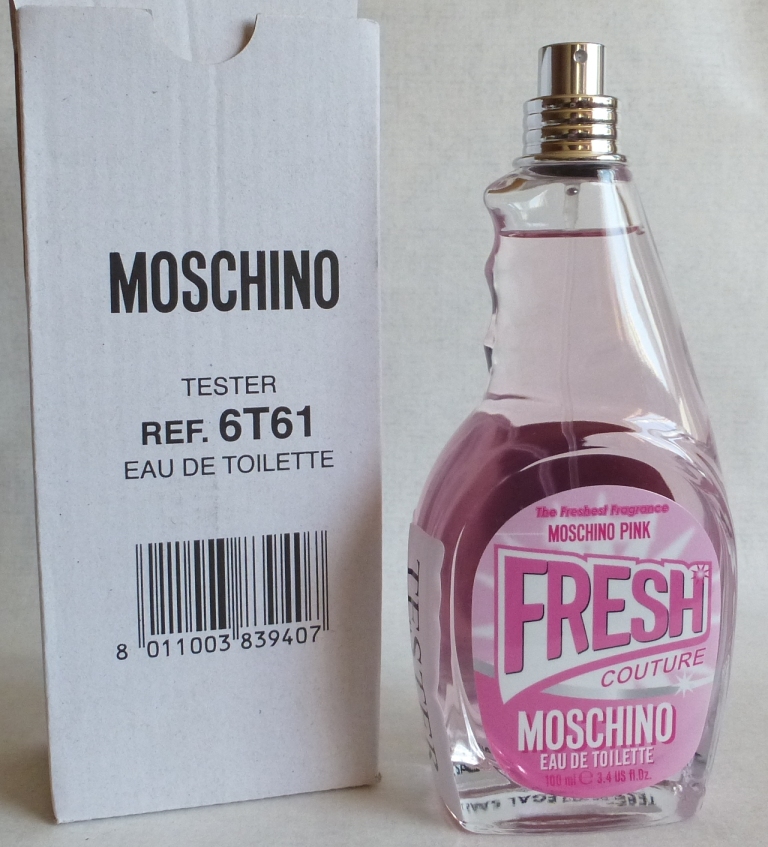 MOSCHINO
TESTER
REF. 6T61
EAU DE TOILETTE
8 011003 839407
The Freshest Fragrance
MOSCHINO PINK
FRESH
COUTURE
MOSCHINO
EAU DE TOILETTE
100 ml ℮ 3.4 US fl.Oz.
TESTER